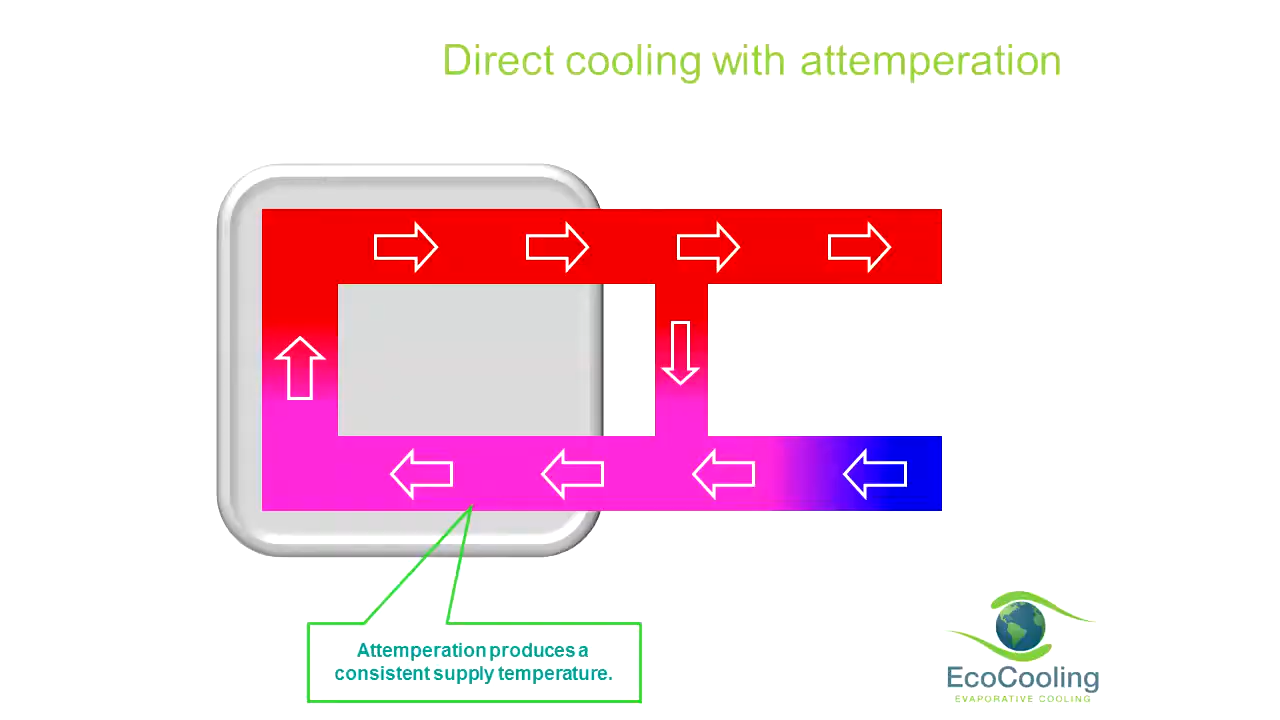 Direct cooling with attemperation
Attemperation produces a
consistent supply temperature.
EcoCooling
EVAPORATIVE COOLING